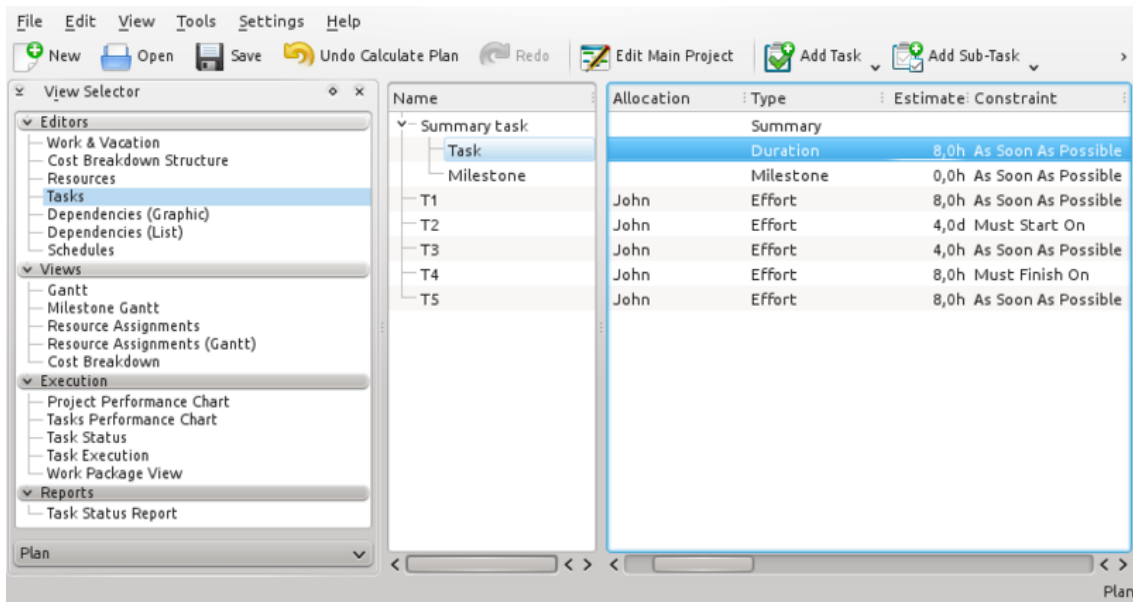 File Edit View Tools Settings Help
New Open Save Undo Calculate Plan Redo Edit Main Project Add Task Add Sub-Task
View Selector
Editors
Work & Vacation
Cost Breakdown Structure
Resources
Tasks
Dependencies (Graphic)
Dependencies (List)
Schedules
Views
Gantt
Milestone Gantt
Resource Assignments
Resource Assignments (Gantt)
Cost Breakdown
Execution
Project Performance Chart
Tasks Performance Chart
Task Status
Task Execution
Work Package View
Reports
Task Status Report
Plan
Name Allocation Type Estimate Constraint
Summary task Summary
Task Duration 8,0h As Soon As Possible
Milestone Milestone 0,0h As Soon As Possible
T1 John Effort 8,0h As Soon As Possible
T2 John Effort 4,0d Must Start On
T3 John Effort 4,0h As Soon As Possible
T4 John Effort 8,0h Must Finish On
T5 John Effort 8,0h As Soon As Possible
Plan